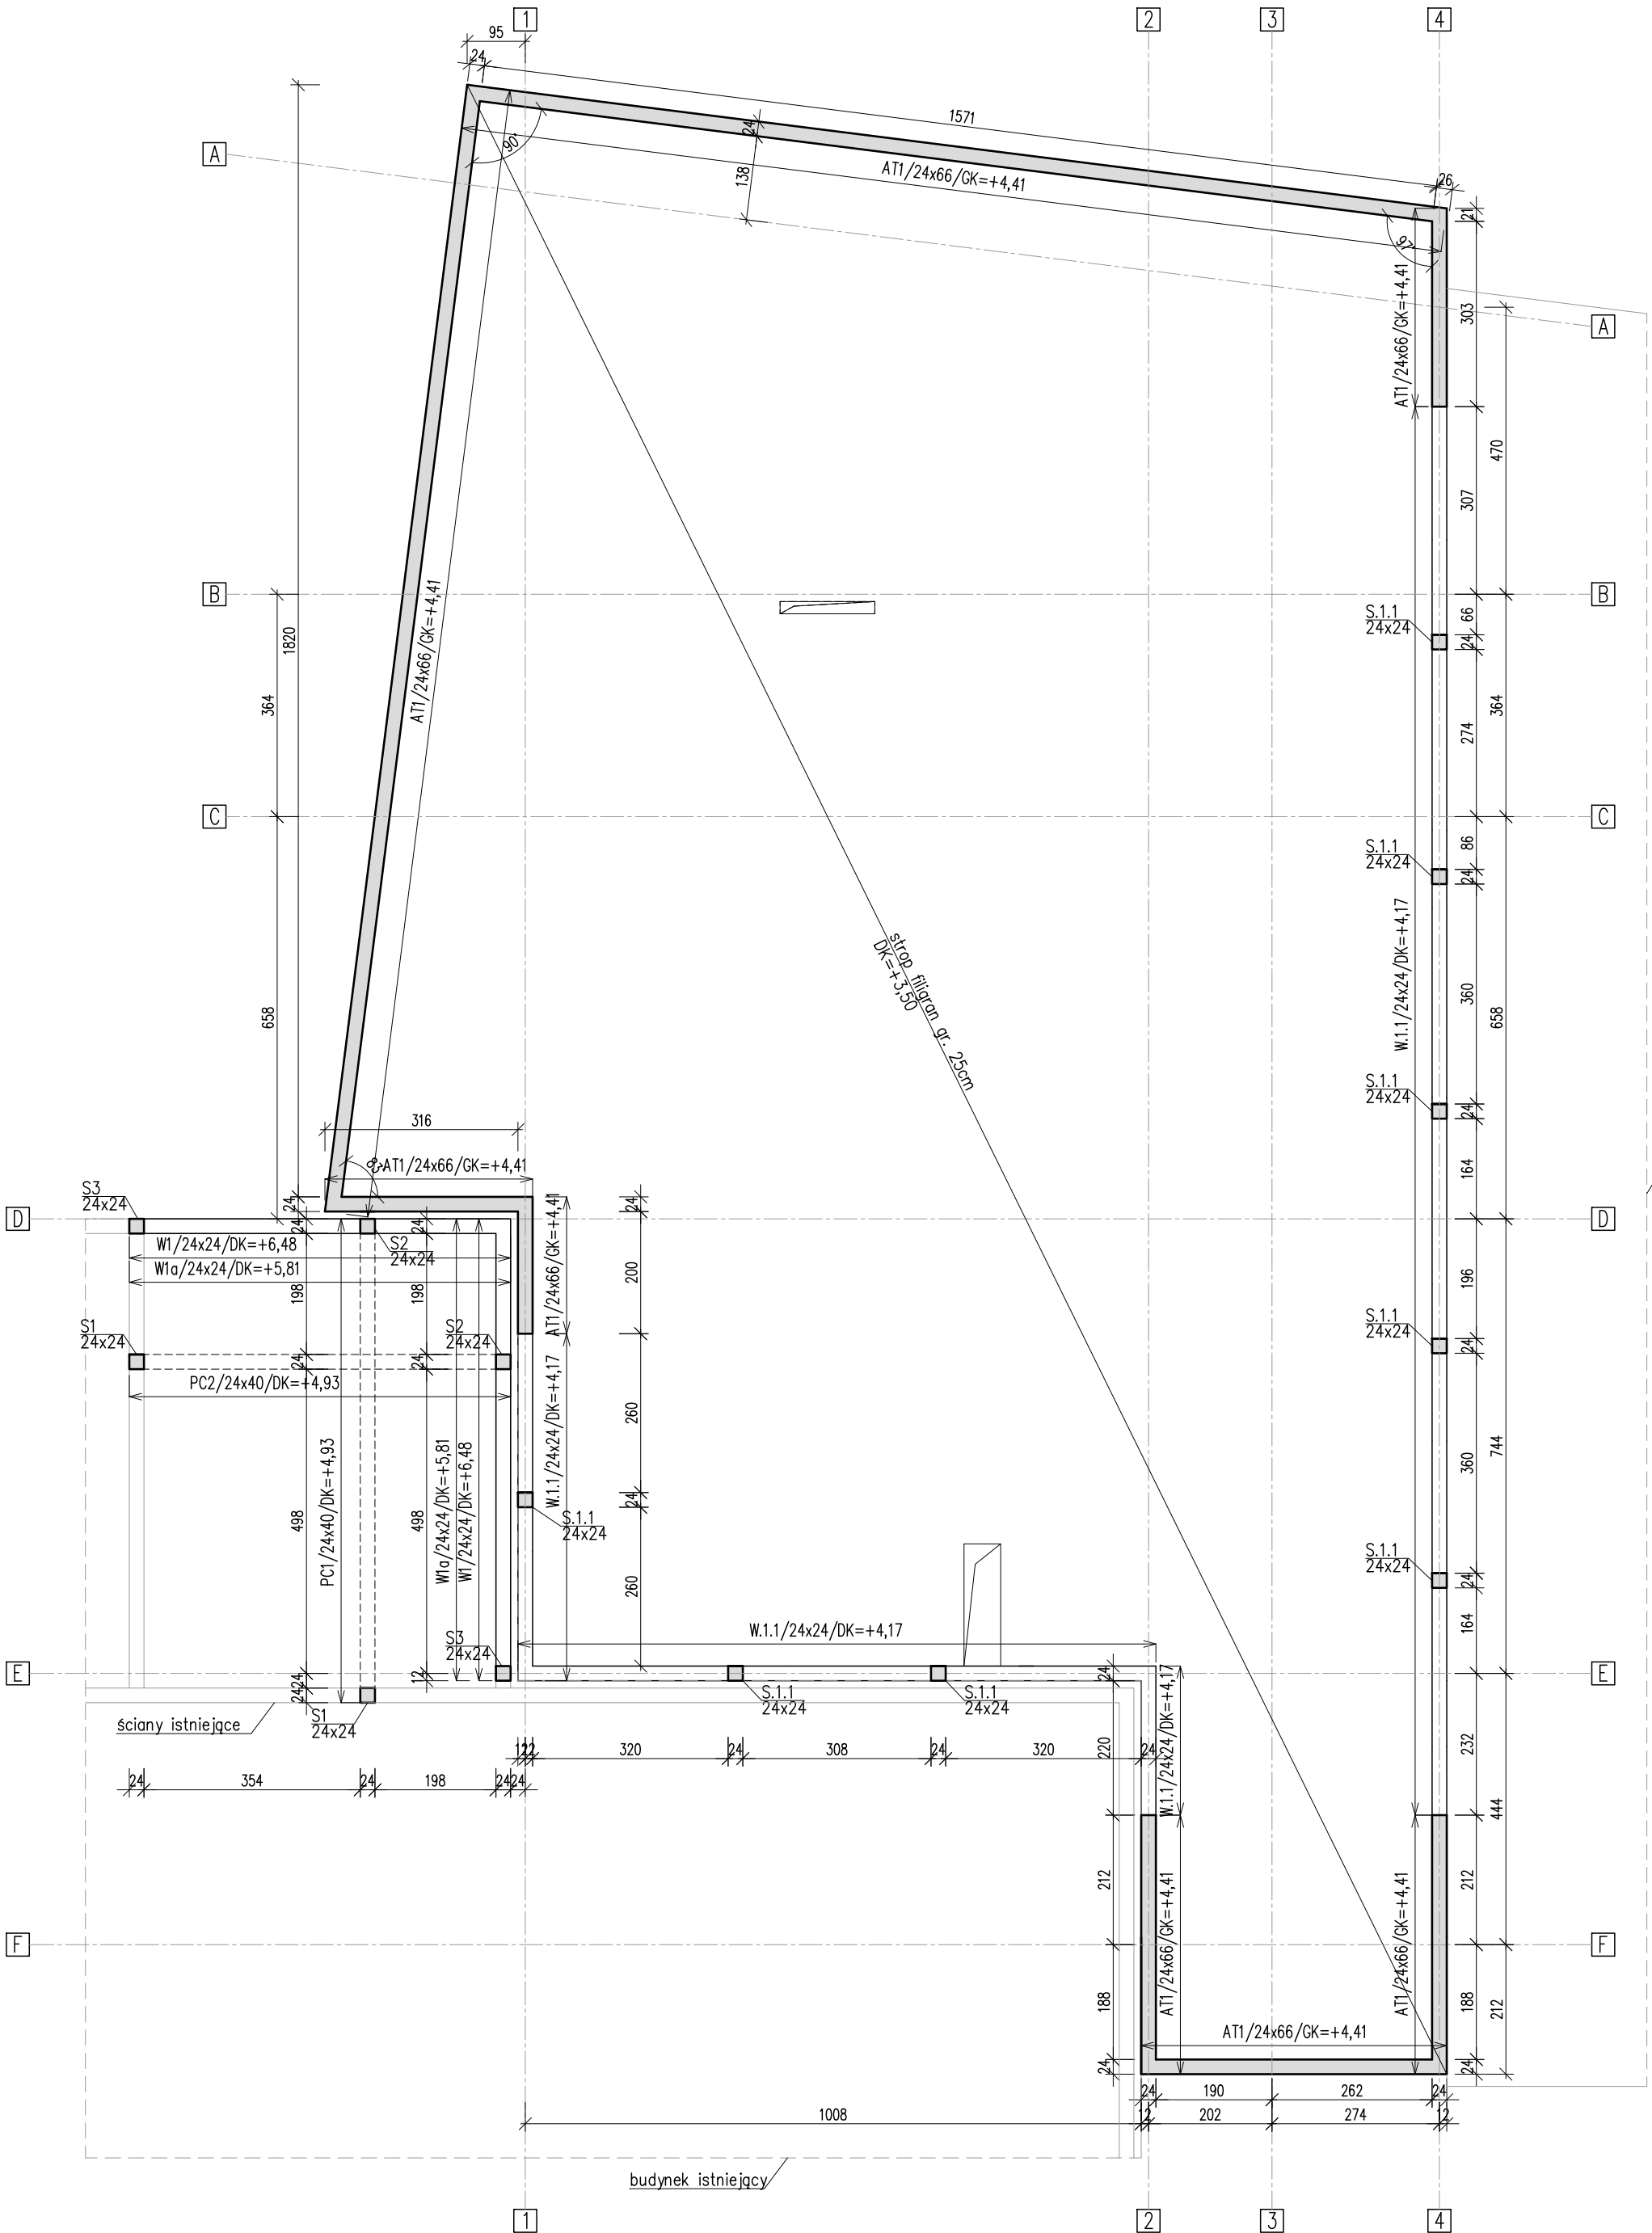 1
2
3
4
95
24
1571
24
138
90°
AT1/24x66/GK=+4,41
26
21
97°
A
A
AT1/24x66/GK=+4,41
303
470
307
B
B
S.1.1
24x24
66
24
1820
364
AT1/24x66/GK=+4,41
274
364
C
C
S.1.1
24x24
86
24
658
strop filigran gr. 25cm
DK=+3,50
W.1.1/24x24/DK=+4,17
360
658
S.1.1
24x24
24
164
316
83°
AT1/24x66/GK=+4,41
24
24
D
D
S3
24x24
24
24
S2
24x24
W1/24x24/DK=+6,48
W1a/24x24/DK=+5,81
198
198
AT1/24x66/GK=+4,41
200
196
S1
24x24
24
24
S2
24x24
S.1.1
24x24
24
PC2/24x40/DK=+4,93
W.1.1/24x24/DK=+4,17
260
360
744
498
PC1/24x40/DK=+4,93
498
W1a/24x24/DK=+5,81
W1/24x24/DK=+6,48
24
S.1.1
24x24
260
S.1.1
24x24
24
164
W.1.1/24x24/DK=+4,17
S3
24x24
E
E
24
24
12
24
S1
24x24
S.1.1
24x24
S.1.1
24x24
W.1.1/24x24/DK=+4,17
ściany istniejące
12
12
320
24
308
24
320
24
220
232
24
354
24
198
24
24
444
212
AT1/24x66/GK=+4,41
AT1/24x66/GK=+4,41
212
F
F
188
188
212
AT1/24x66/GK=+4,41
24
24
24
190
262
24
1008
12
202
274
12
budynek istniejący
1
2
3
4